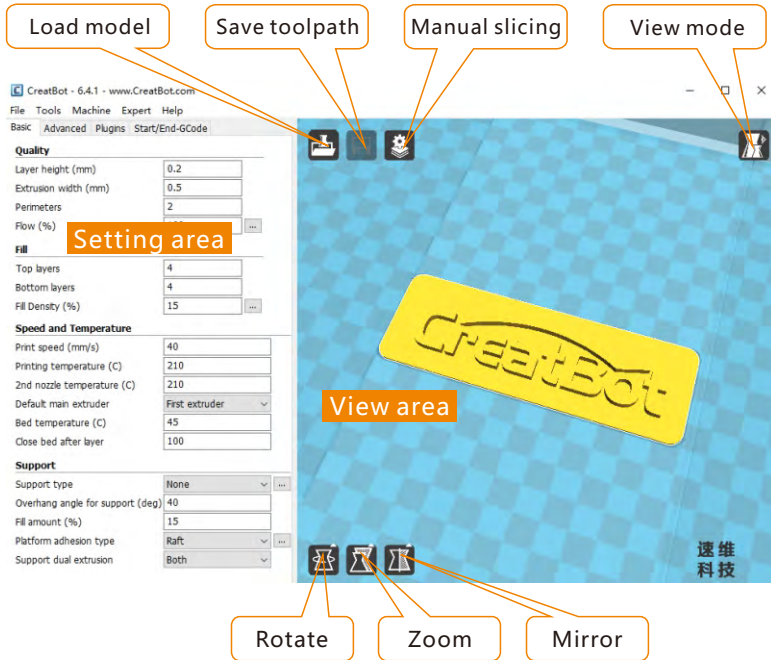 Load model
Save toolpath
Manual slicing
View mode
CreatBot - 6.4.1 - www.CreatBot.com
File Tools Machine Expert Help
Basic Advanced Plugins Start/End-GCode
Quality
Layer height (mm) 0.2
Extrusion width (mm) 0.5
Perimeters 2
Flow (%) ...
Setting area
Fill
Top layers 4
Bottom layers 4
Fill Density (%) 15 ...
Speed and Temperature
Print speed (mm/s) 40
Printing temperature (C) 210
2nd nozzle temperature (C) 210
Default main extruder First extruder
Bed temperature (C) 45
Close bed after layer 100
Support
Support type None ...
Overhang angle for support (deg) 40
Fill amount (%) 15
Platform adhesion type Raft ...
Support dual extrusion Both
CreatBot
View area
速维
科技
Rotate
Zoom
Mirror